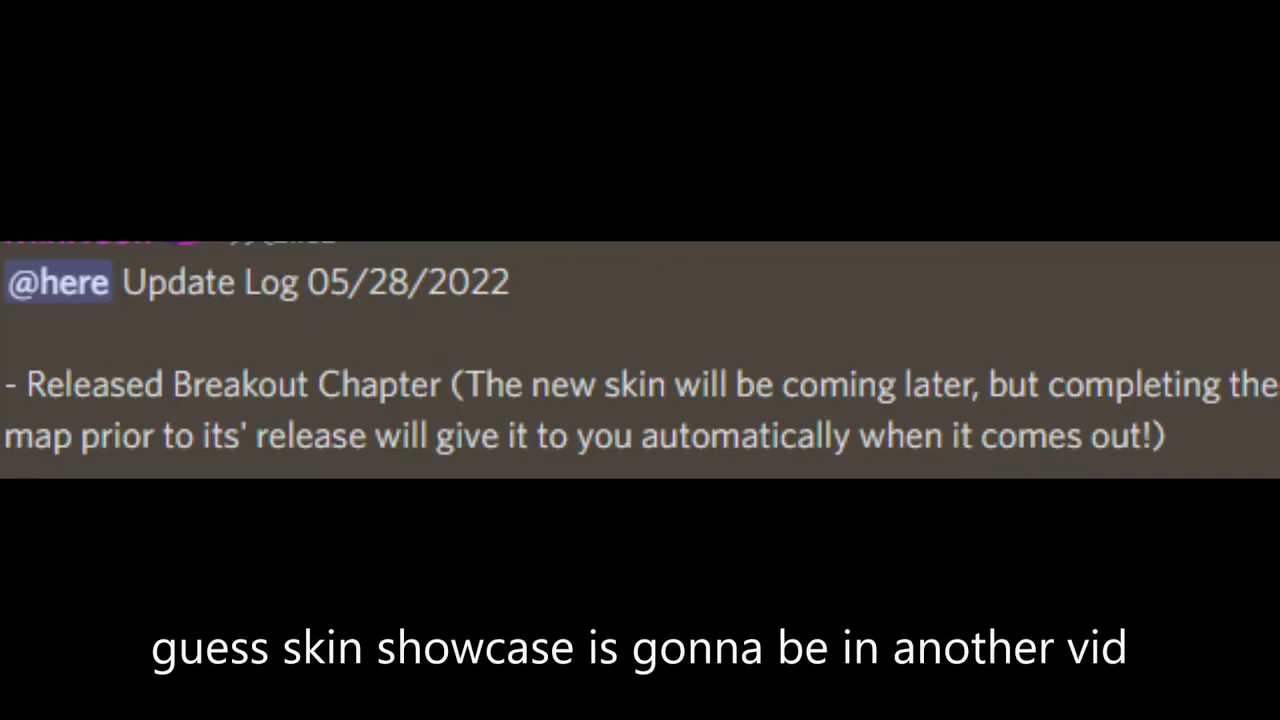 @here Update Log 05/28/2022
- Released Breakout Chapter (The new skin will be coming later, but completing the
map prior to its' release will give it to you automatically when it comes out!)
guess skin showcase is gonna be in another vid